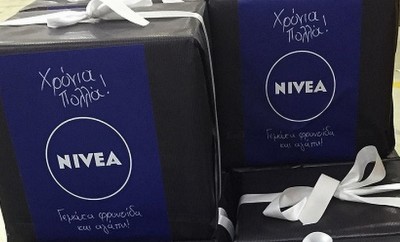 Χρόνια
Πολλά!
NIVEA
Γεμάτα φροντίδα
και αγάπη!
Χρόνια
Πολλά!
NIVEA
Γεμάτα φροντίδα
και αγάπη!